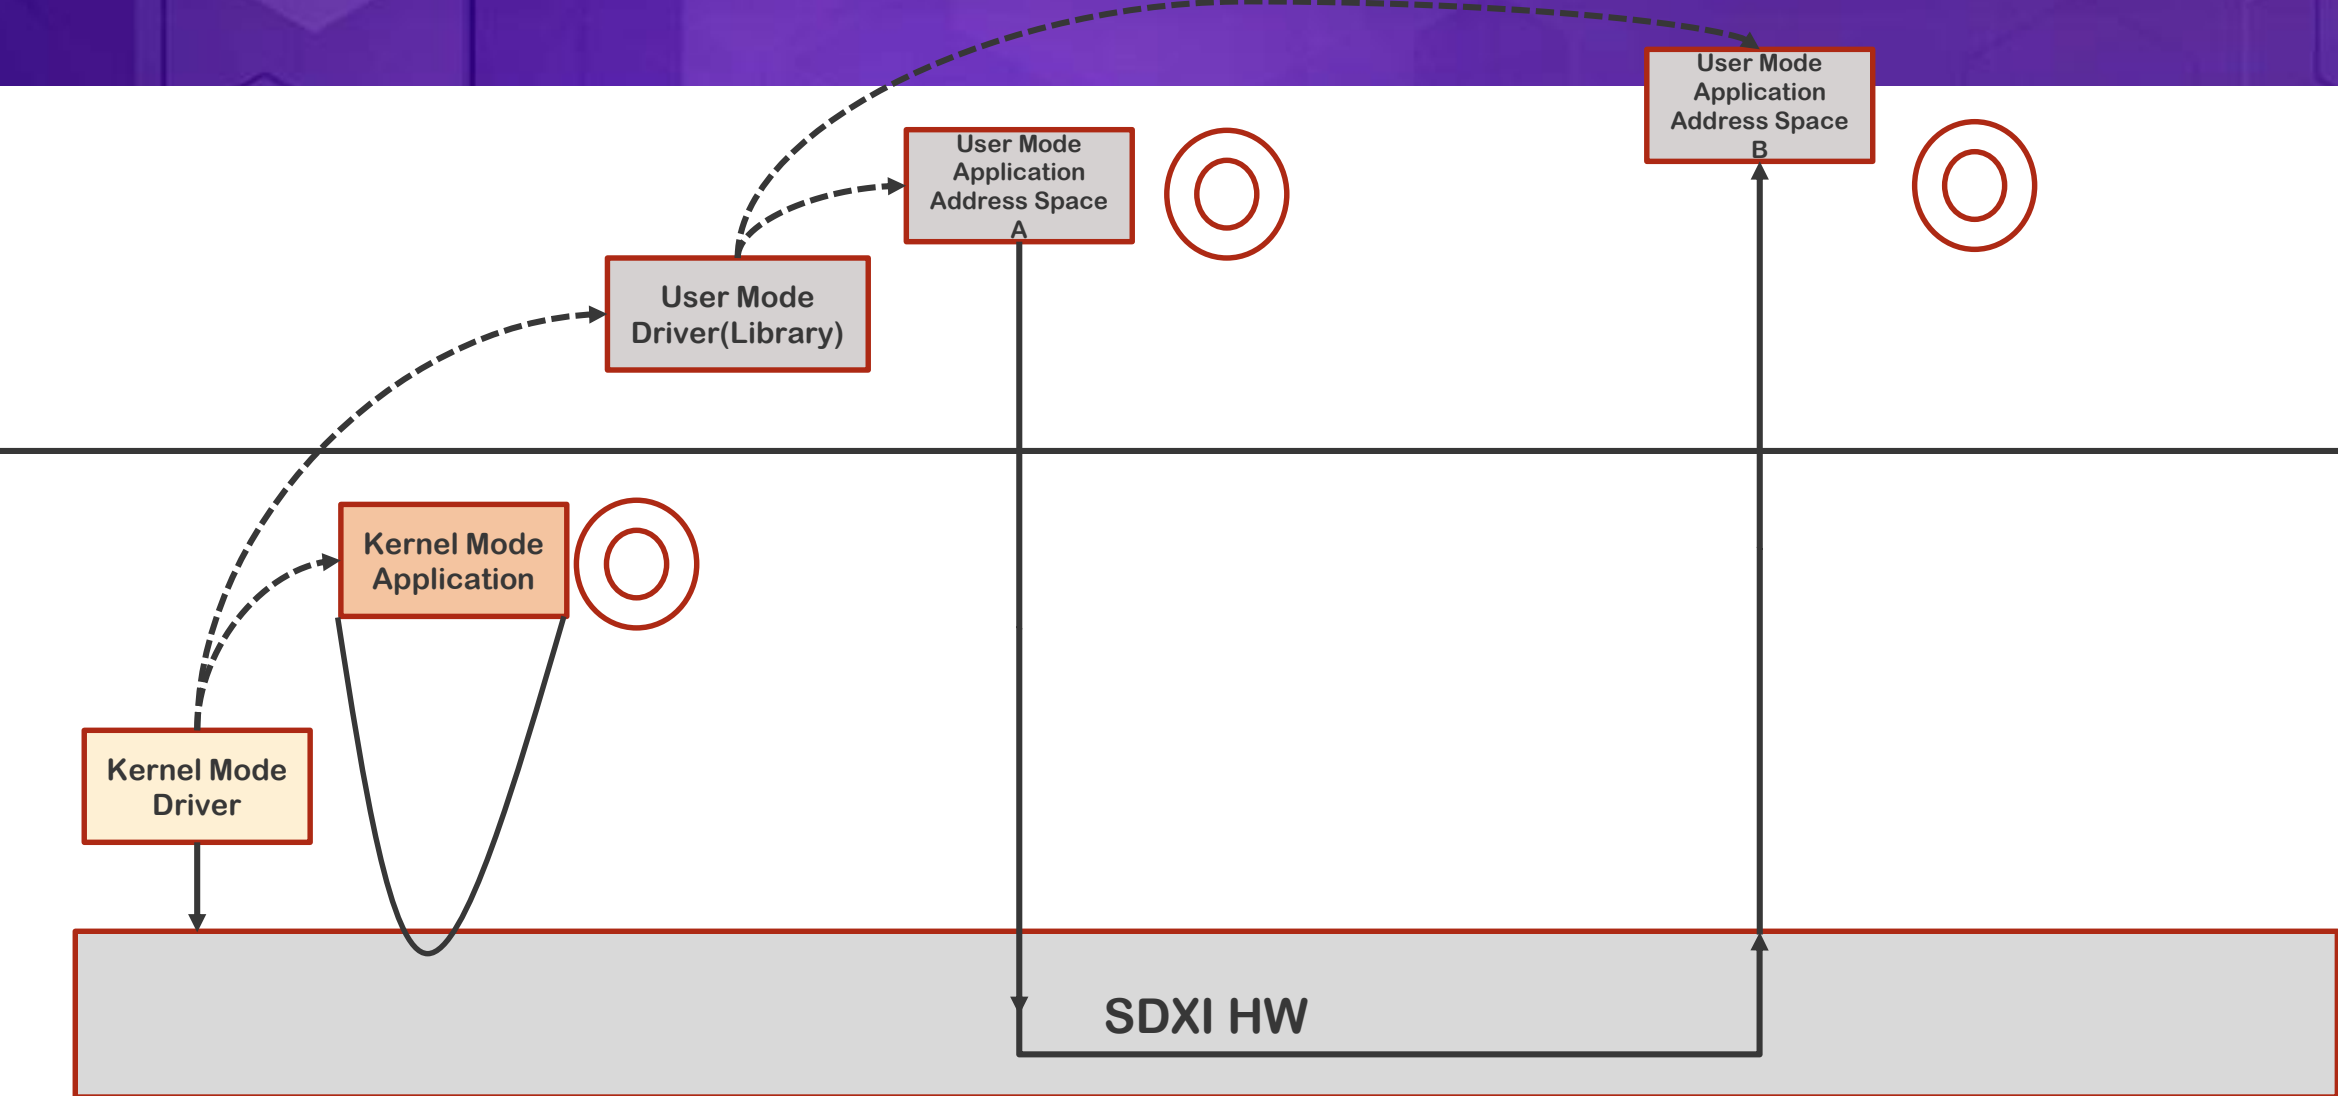 User Mode
Application
Address Space
B
User Mode
Application
Address Space
A
User Mode
Driver(Library)
Kernel Mode
Application
Kernel Mode
Driver
SDXI HW